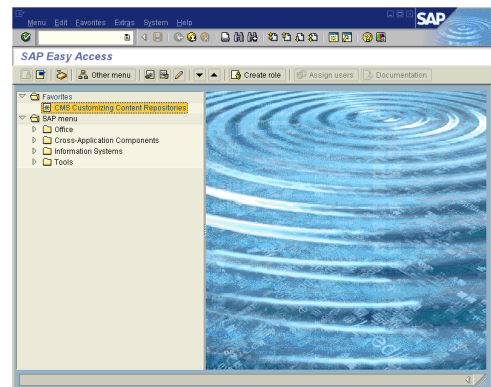 Menu Edit Favorites Extras System Help
SAP
SAP Easy Access
Other menu Create role Assign users Documentation
Favorites
CMS Customizing Content Repositories
SAP menu
Office
Cross-Application Components
Information Systems
Tools